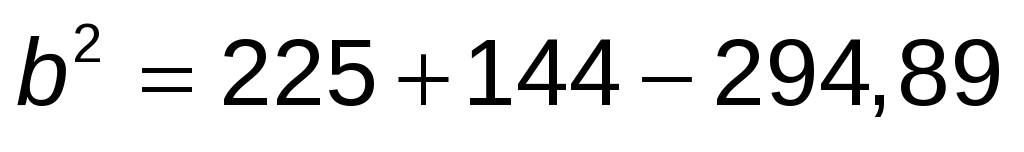 b² = 225 + 144 − 294,89